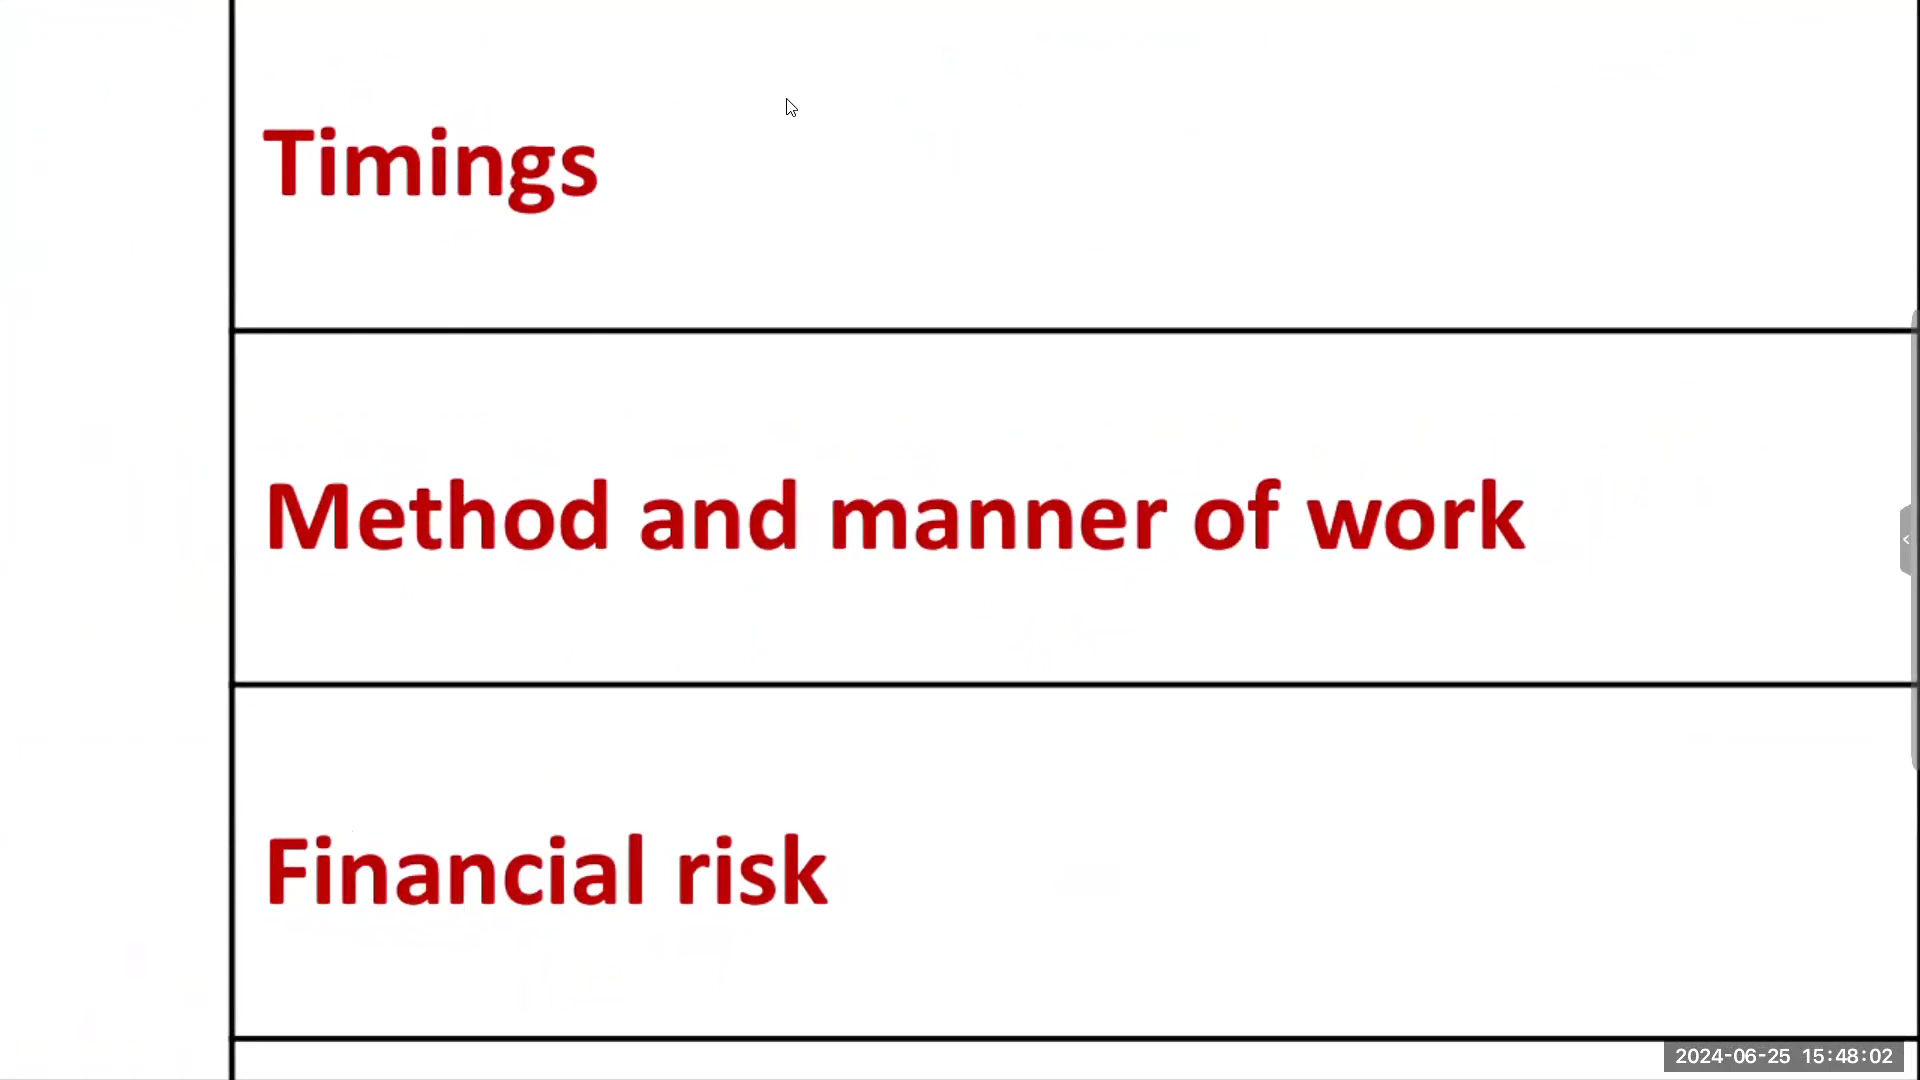 Timings
Method and manner of work
Financial risk
2024-06-25 15:48:02